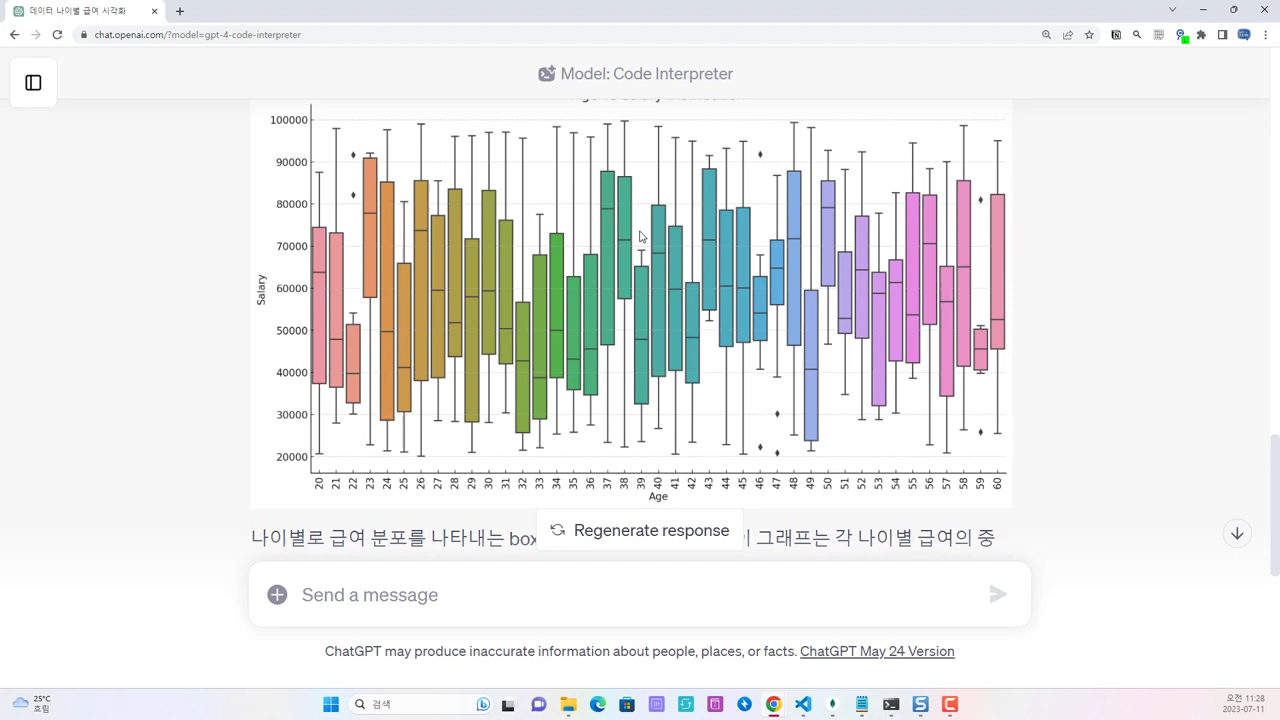 데이터 나이별 급여 시각화
chat.openai.com/?model=gpt-4-code-interpreter
Model: Code Interpreter
100000
90000
80000
70000
60000
50000
40000
30000
20000
Salary
20 21 22 23 24 25 26 27 28 29 30 31 32 33 34 35 36 37 38 39 40 41 42 43 44 45 46 47 48 49 50 51 52 53 54 55 56 57 58 59 60
Age
나이별로 급여 분포를 나타내는 box
그래프는 각 나이별 급여의 중
Regenerate response
Send a message
ChatGPT may produce inaccurate information about people, places, or facts. ChatGPT May 24 Version
25°C
흐림
검색
오전 11:28
2023-07-11